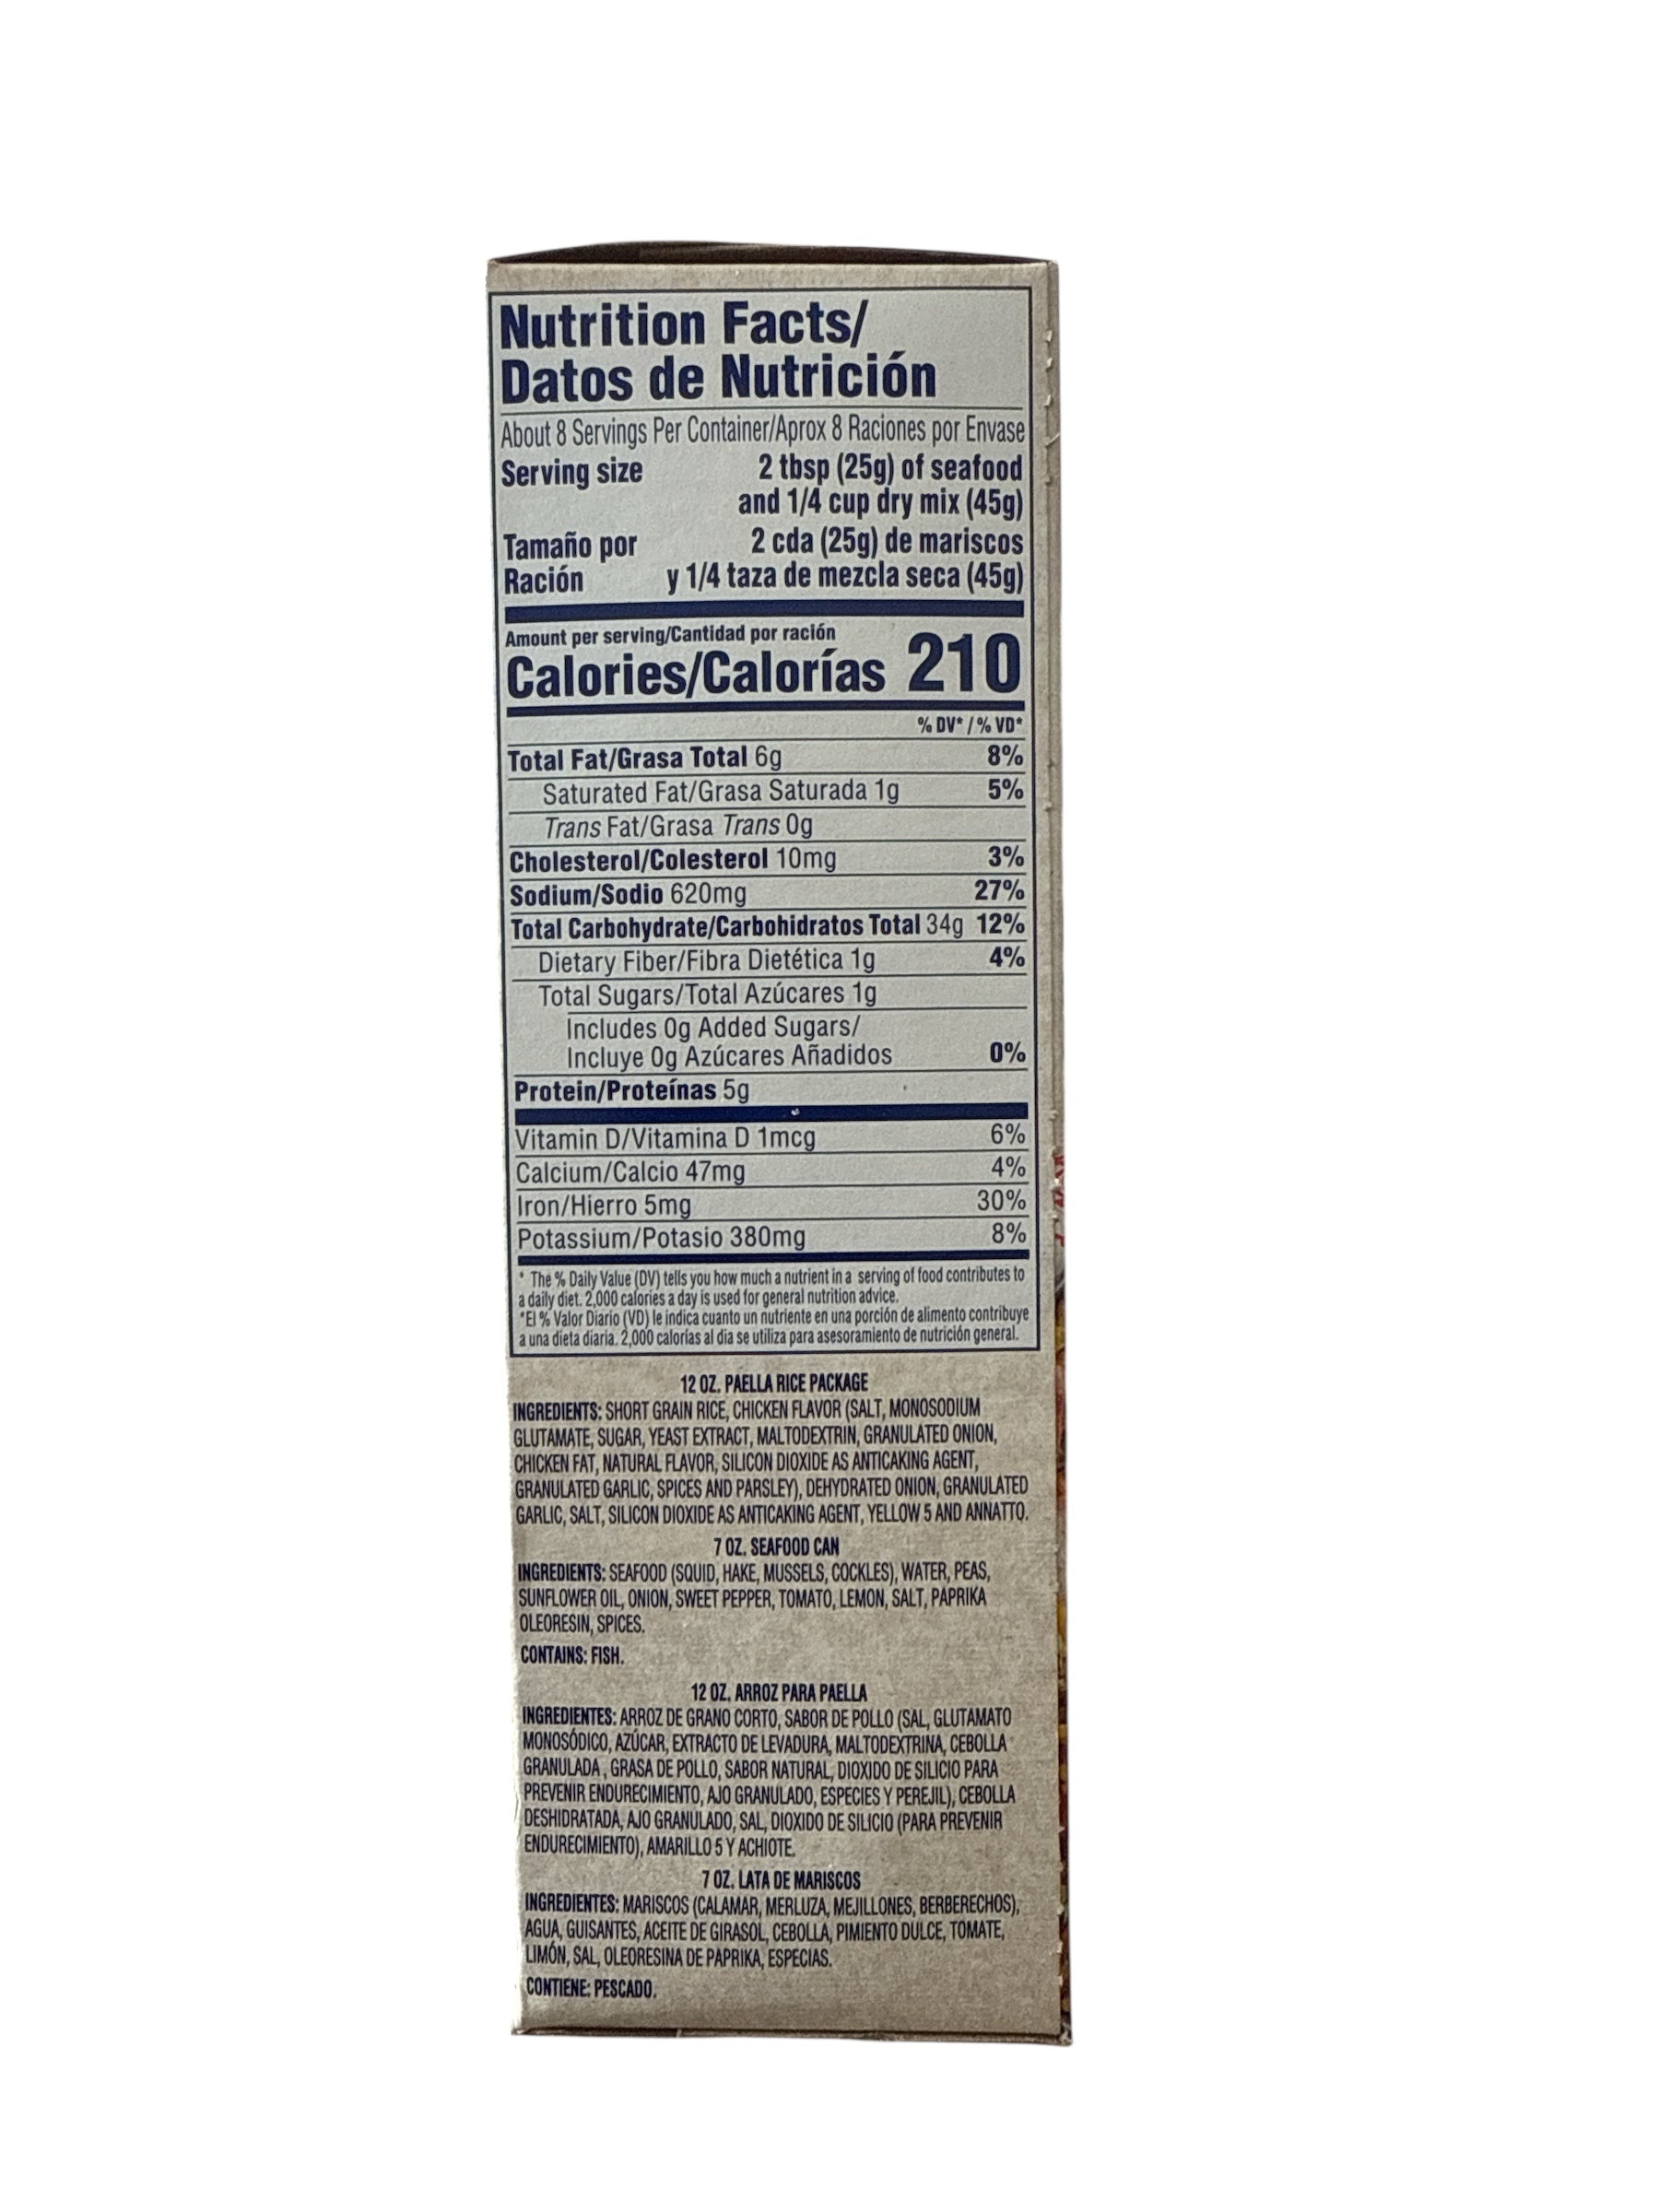 Nutrition Facts/
Datos de Nutrición
About 8 Servings Per Container/Aprox 8 Raciones por Envase
Serving size 2 tbsp (25g) of seafood
and 1/4 cup dry mix (45g)
Tamaño por 2 cda (25g) de mariscos
Ración y 1/4 taza de mezcla seca (45g)
Amount per serving/Cantidad por ración
Calories/Calorías 210
% DV* / % VD*
Total Fat/Grasa Total 6g 8%
Saturated Fat/Grasa Saturada 1g 5%
Trans Fat/Grasa Trans 0g
Cholesterol/Colesterol 10mg 3%
Sodium/Sodio 620mg 27%
Total Carbohydrate/Carbohidratos Total 34g 12%
Dietary Fiber/Fibra Dietética 1g 4%
Total Sugars/Total Azúcares 1g
Includes 0g Added Sugars/
Incluye 0g Azúcares Añadidos 0%
Protein/Proteínas 5g
Vitamin D/Vitamina D 1mcg 6%
Calcium/Calcio 47mg 4%
Iron/Hierro 5mg 30%
Potassium/Potasio 380mg 8%
* The % Daily Value (DV) tells you how much a nutrient in a serving of food contributes to
a daily diet. 2,000 calories a day is used for general nutrition advice.
*El % Valor Diario (VD) le indica cuanto un nutriente en una porción de alimento contribuye
a una dieta diaria. 2,000 calorías al dia se utiliza para asesoramiento de nutrición general.
12 OZ. PAELLA RICE PACKAGE
INGREDIENTS: SHORT GRAIN RICE, CHICKEN FLAVOR (SALT, MONOSODIUM
GLUTAMATE, SUGAR, YEAST EXTRACT, MALTODEXTRIN, GRANULATED ONION,
CHICKEN FAT, NATURAL FLAVOR, SILICON DIOXIDE AS ANTICAKING AGENT,
GRANULATED GARLIC, SPICES AND PARSLEY), DEHYDRATED ONION, GRANULATED
GARLIC, SALT, SILICON DIOXIDE AS ANTICAKING AGENT, YELLOW 5 AND ANNATTO.
7 OZ. SEAFOOD CAN
INGREDIENTS: SEAFOOD (SQUID, HAKE, MUSSELS, COCKLES), WATER, PEAS,
SUNFLOWER OIL, ONION, SWEET PEPPER, TOMATO, LEMON, SALT, PAPRIKA
OLEORESIN, SPICES.
CONTAINS: FISH.
12 OZ. ARROZ PARA PAELLA
INGREDIENTES: ARROZ DE GRANO CORTO, SABOR DE POLLO (SAL, GLUTAMATO
MONOSÓDICO, AZÚCAR, EXTRACTO DE LEVADURA, MALTODEXTRINA, CEBOLLA
GRANULADA, GRASA DE POLLO, SABOR NATURAL, DIOXIDO DE SILICIO PARA
PREVENIR ENDURECIMIENTO, AJO GRANULADO, ESPECIES Y PEREJIL), CEBOLLA
DESHIDRATADA, AJO GRANULADO, SAL, DIOXIDO DE SILICIO (PARA PREVENIR
ENDURECIMIENTO), AMARILLO 5 Y ACHIOTE.
7 OZ. LATA DE MARISCOS
INGREDIENTES: MARISCOS (CALAMAR, MERLUZA, MEJILLONES, BERBERECHOS),
AGUA, GUISANTES, ACEITE DE GIRASOL, CEBOLLA, PIMIENTO DULCE, TOMATE,
LIMÓN, SAL, OLEORESINA DE PAPRIKA, ESPECIAS.
CONTIENE: PESCADO.